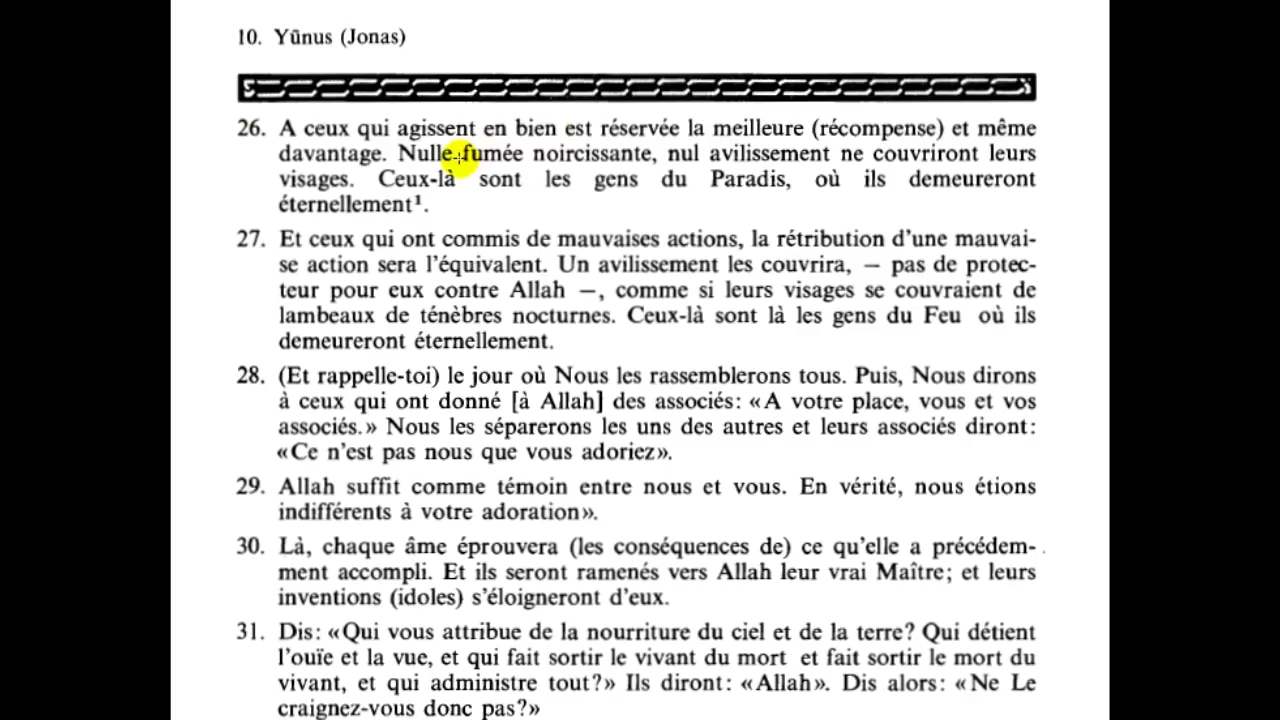 10. Yūnus (Jonas)
26. A ceux qui agissent en bien est réservée la meilleure (récompense) et même
davantage. Nulle fumée noircissante, nul avilissement ne couvriront leurs
visages. Ceux-là sont les gens du Paradis, où ils demeureront
éternellement¹.
27. Et ceux qui ont commis de mauvaises actions, la rétribution d'une mauvai-
se action sera l'équivalent. Un avilissement les couvrira, — pas de protec-
teur pour eux contre Allah —, comme si leurs visages se couvraient de
lambeaux de ténèbres nocturnes. Ceux-là sont là les gens du Feu où ils
demeureront éternellement.
28. (Et rappelle-toi) le jour où Nous les rassemblerons tous. Puis, Nous dirons
à ceux qui ont donné [à Allah] des associés: «A votre place, vous et vos
associés.» Nous les séparerons les uns des autres et leurs associés diront:
«Ce n'est pas nous que vous adoriez».
29. Allah suffit comme témoin entre nous et vous. En vérité, nous étions
indifférents à votre adoration».
30. Là, chaque âme éprouvera (les conséquences de) ce qu'elle a précédem-
ment accompli. Et ils seront ramenés vers Allah leur vrai Maître; et leurs
inventions (idoles) s'éloigneront d'eux.
31. Dis: «Qui vous attribue de la nourriture du ciel et de la terre? Qui détient
l'ouïe et la vue, et qui fait sortir le vivant du mort et fait sortir le mort du
vivant, et qui administre tout?» Ils diront: «Allah». Dis alors: «Ne Le
craignez-vous donc pas?»